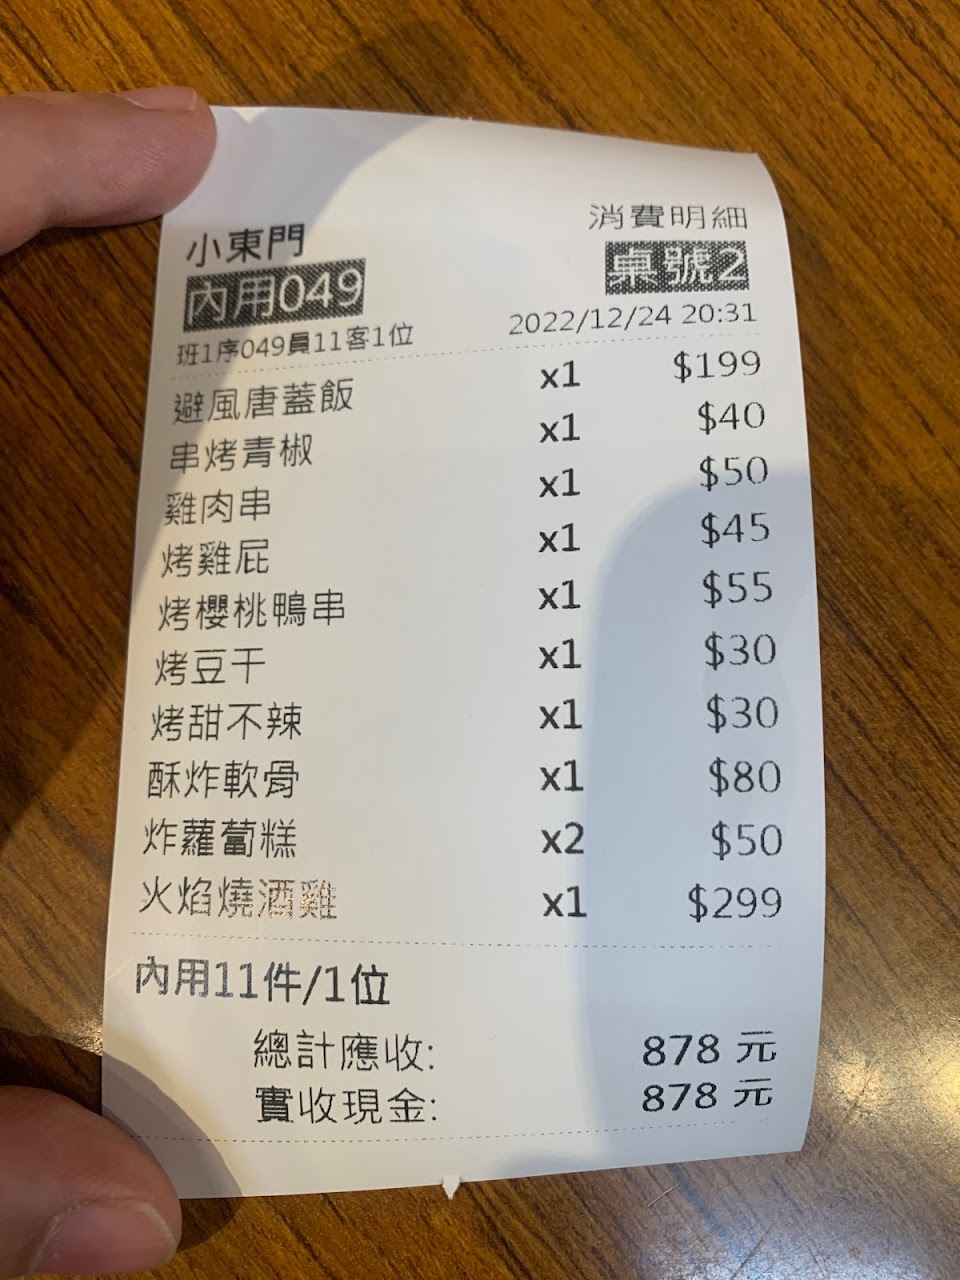 小東門 消費明細
內用049 桌號2
班1序049員11客1位 2022/12/24 20:31
避風唐蓋飯 x1 $199
串烤青椒 x1 $40
雞肉串 x1 $50
烤雞屁 x1 $45
烤櫻桃鴨串 x1 $55
烤豆干 x1 $30
烤甜不辣 x1 $30
酥炸軟骨 x1 $80
炸蘿蔔糕 x2 $50
火焰燒酒雞 x1 $299
內用11件/1位
總計應收: 878 元
實收現金: 878 元